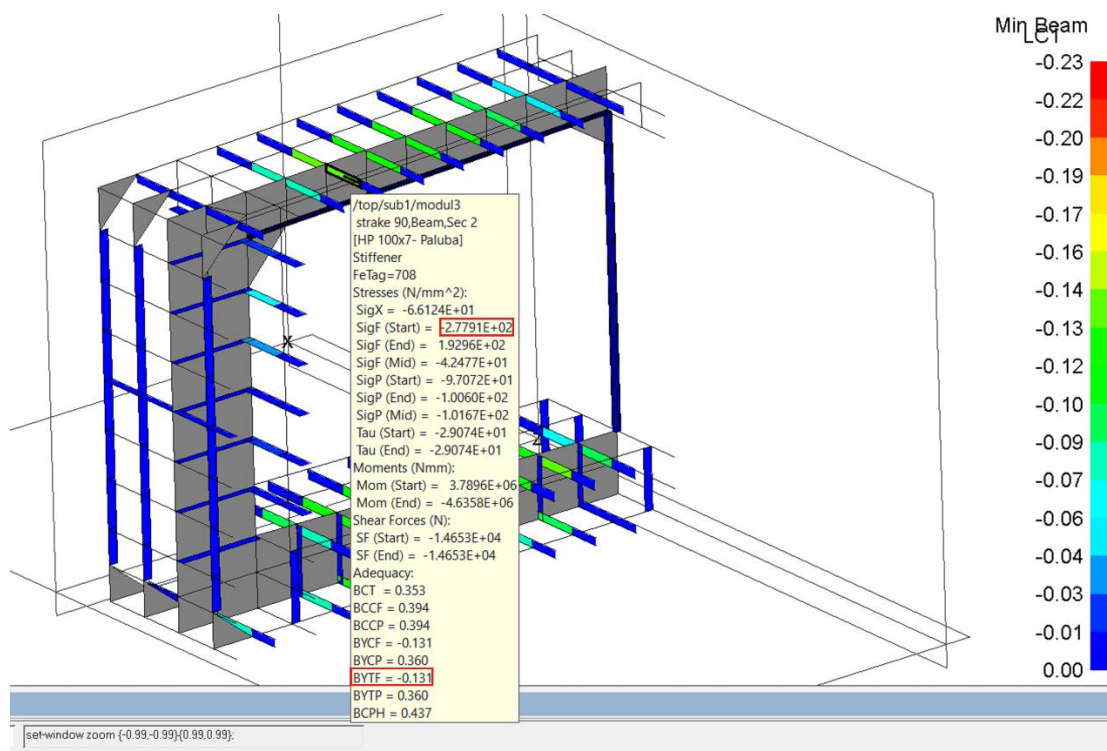 Min Beam
LC1
-0.23
-0.22
-0.20
-0.19
-0.17
-0.16
-0.14
-0.13
-0.12
-0.10
-0.09
-0.07
-0.06
-0.04
-0.03
-0.01
0.00
X
Z
/top/sub1/modul3
strake 90,Beam,Sec 2
[HP 100x7- Paluba]
Stiffener
FeTag=708
Stresses (N/mm^2):
SigX = -6.6124E+01
SigF (Start) = -2.7791E+02
SigF (End) = 1.9296E+02
SigF (Mid) = -4.2477E+01
SigP (Start) = -9.7072E+01
SigP (End) = -1.0060E+02
SigP (Mid) = -1.0167E+02
Tau (Start) = -2.9074E+01
Tau (End) = -2.9074E+01
Moments (Nmm):
Mom (Start) = 3.7896E+06
Mom (End) = -4.6358E+06
Shear Forces (N):
SF (Start) = -1.4653E+04
SF (End) = -1.4653E+04
Adequacy:
BCT = 0.353
BCCF = 0.394
BCCP = 0.394
BYCF = -0.131
BYCP = 0.360
BYTF = -0.131
BYTP = 0.360
BCPH = 0.437
set-window zoom {-0.99,-0.99}{0.99,0.99};